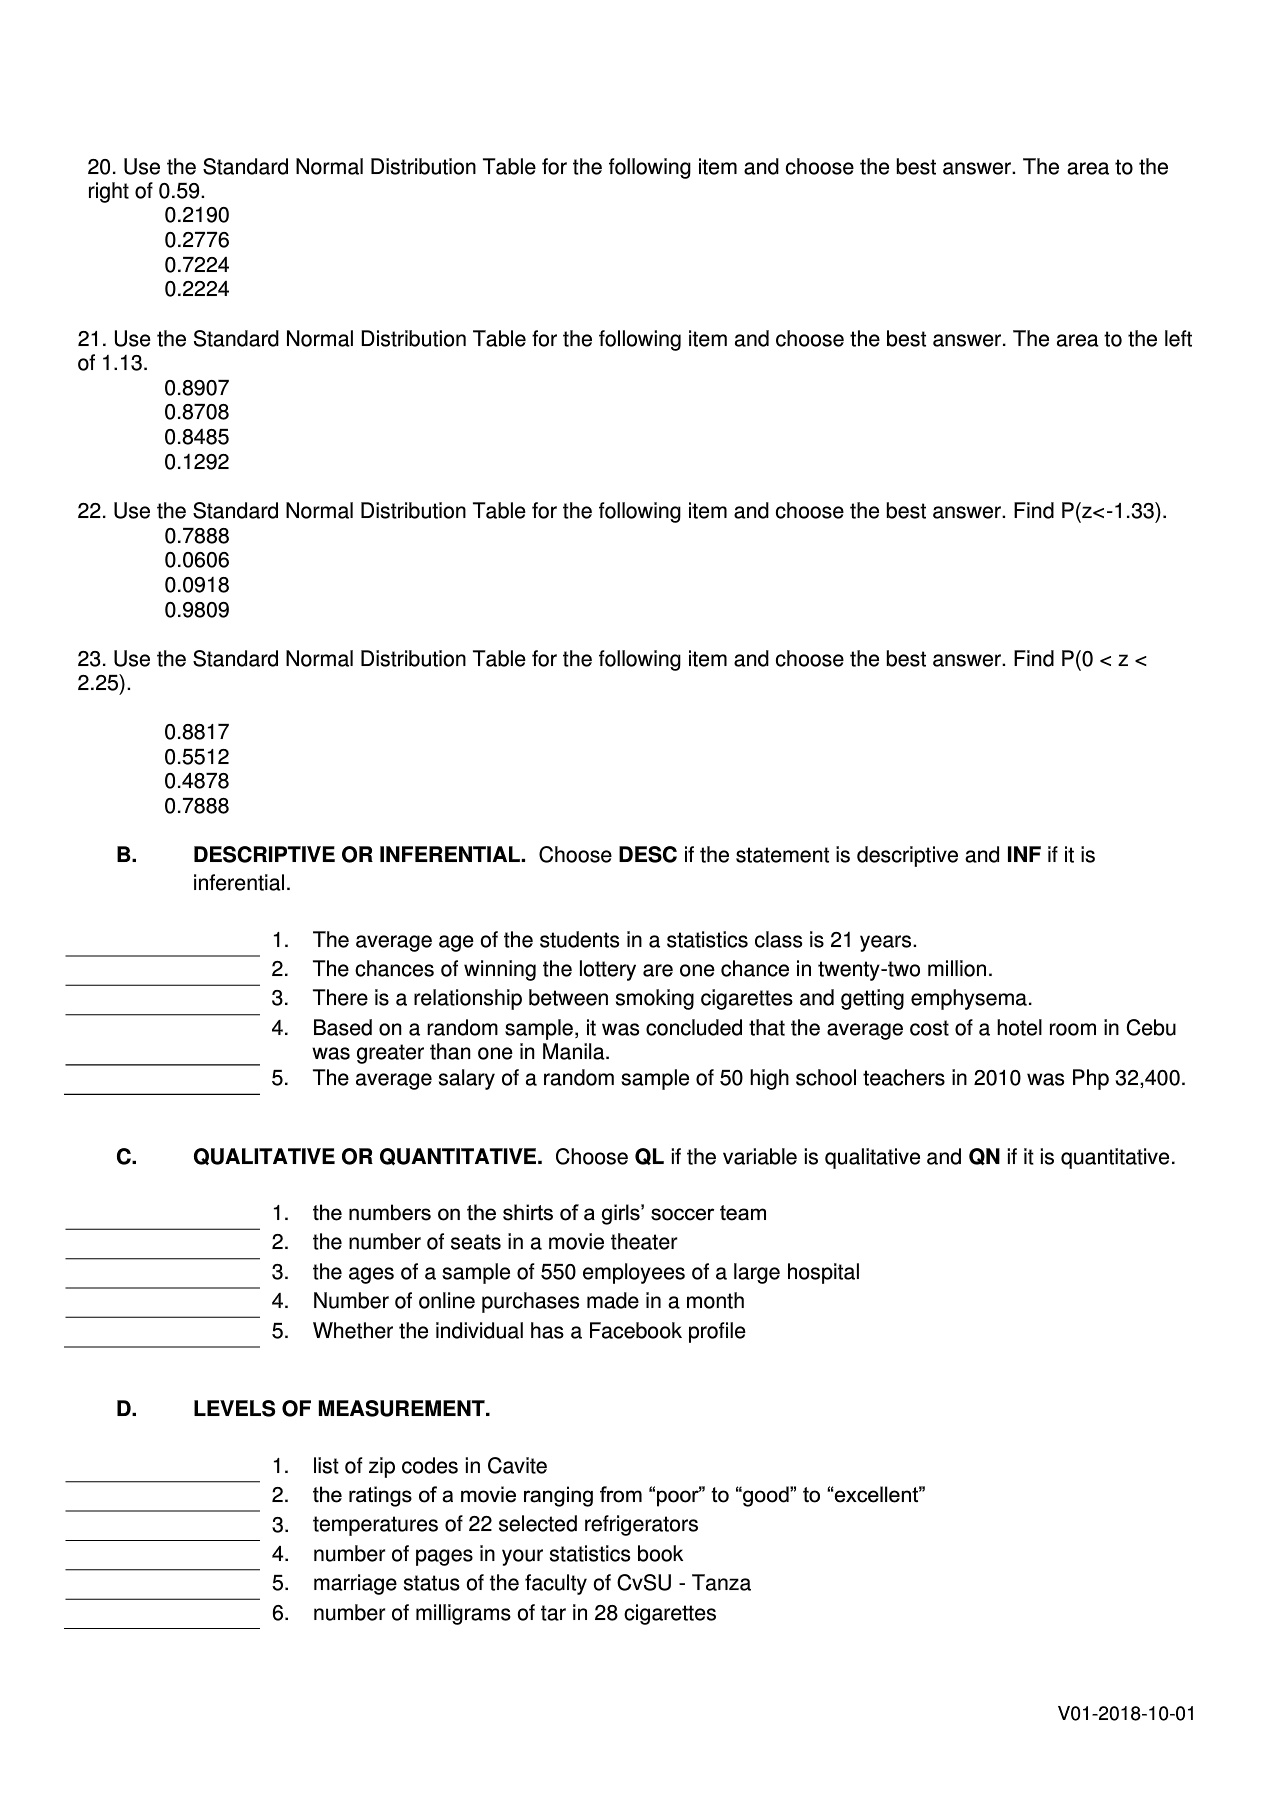 20. Use the Standard Normal Distribution Table for the following item and choose the best answer. The area to the
right of 0.59.
0.2190
0.2776
0.7224
0.2224
21. Use the Standard Normal Distribution Table for the following item and choose the best answer. The area to the left
of 1.13.
0.8907
0.8708
0.8485
0.1292
22. Use the Standard Normal Distribution Table for the following item and choose the best answer. Find P(z<-1.33).
0.7888
0.0606
0.0918
0.9809
23. Use the Standard Normal Distribution Table for the following item and choose the best answer. Find P(0 < z <
2.25).
0.8817
0.5512
0.4878
0.7888
B. DESCRIPTIVE OR INFERENTIAL. Choose DESC if the statement is descriptive and INF if it is
inferential.
1. The average age of the students in a statistics class is 21 years.
2. The chances of winning the lottery are one chance in twenty-two million.
3. There is a relationship between smoking cigarettes and getting emphysema.
4. Based on a random sample, it was concluded that the average cost of a hotel room in Cebu
was greater than one in Manila.
5. The average salary of a random sample of 50 high school teachers in 2010 was Php 32,400.
C. QUALITATIVE OR QUANTITATIVE. Choose QL if the variable is qualitative and QN if it is quantitative.
1. the numbers on the shirts of a girls’ soccer team
2. the number of seats in a movie theater
3. the ages of a sample of 550 employees of a large hospital
4. Number of online purchases made in a month
5. Whether the individual has a Facebook profile
D. LEVELS OF MEASUREMENT.
1. list of zip codes in Cavite
2. the ratings of a movie ranging from “poor” to “good” to “excellent”
3. temperatures of 22 selected refrigerators
4. number of pages in your statistics book
5. marriage status of the faculty of CvSU - Tanza
6. number of milligrams of tar in 28 cigarettes
V01-2018-10-01